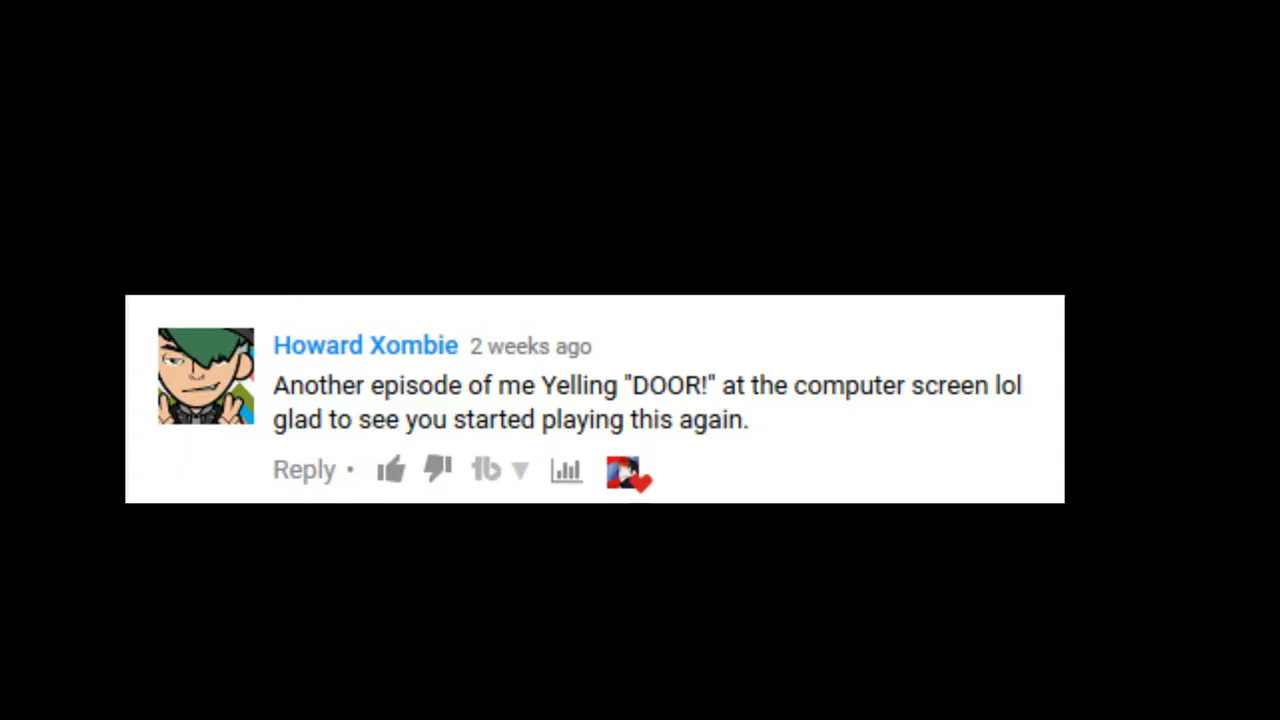 Howard Xombie 2 weeks ago
Another episode of me Yelling "DOOR!" at the computer screen lol
glad to see you started playing this again.
Reply •